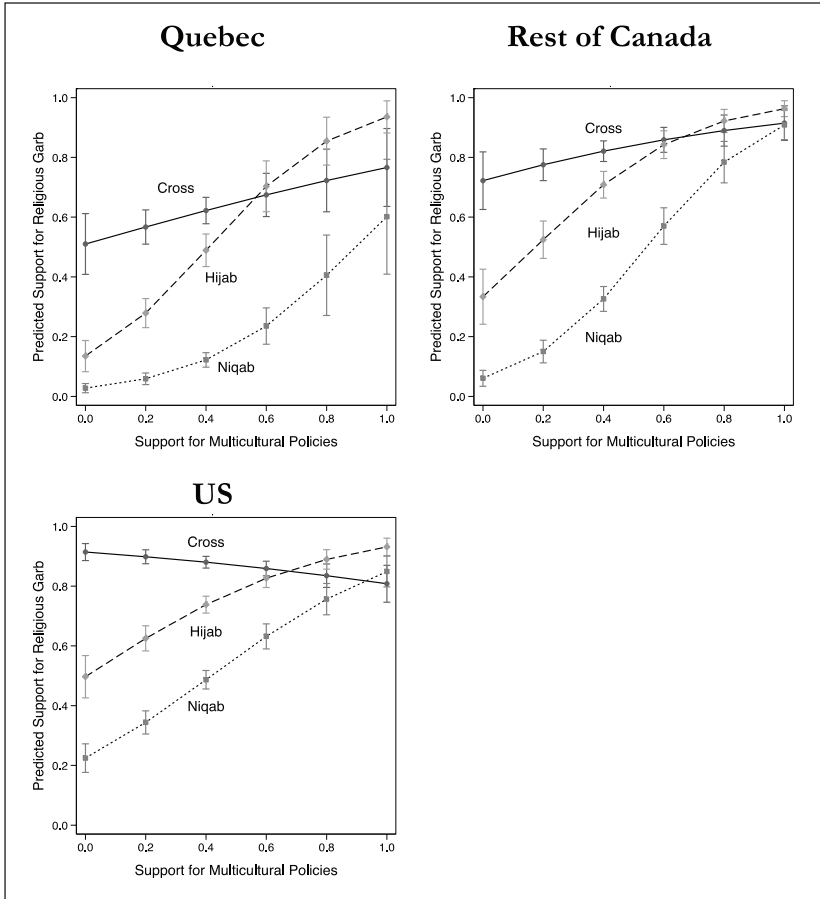 Quebec
Rest of Canada
Predicted Support for Religious Garb
1.0
0.8
0.6
0.4
0.2
0.0
Cross
Hijab
Niqab
0.0 0.2 0.4 0.6 0.8 1.0
Support for Multicultural Policies
Predicted Support for Religious Garb
1.0
0.8
0.6
0.4
0.2
0.0
Cross
Hijab
Niqab
0.0 0.2 0.4 0.6 0.8 1.0
Support for Multicultural Policies
US
Predicted Support for Religious Garb
1.0
0.8
0.6
0.4
0.2
0.0
Cross
Hijab
Niqab
0.0 0.2 0.4 0.6 0.8 1.0
Support for Multicultural Policies